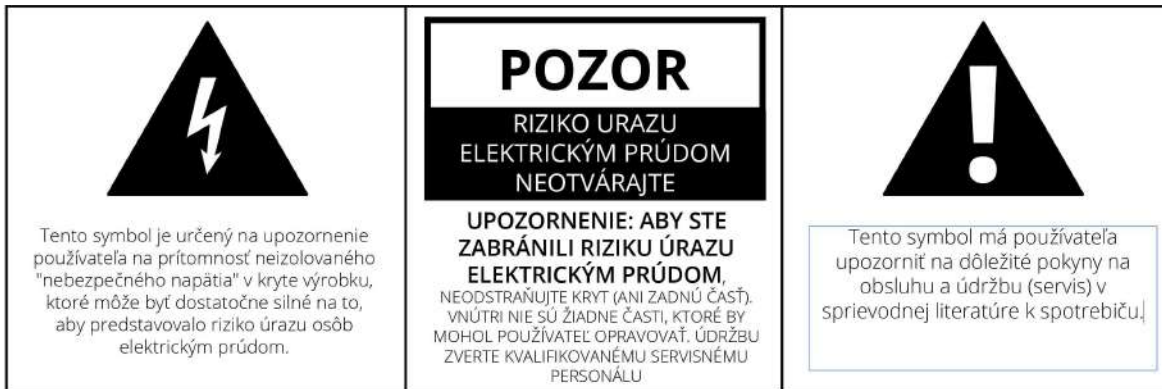 Tento symbol je určený na upozornenie
používateľa na prítomnosť neizolovaného
"nebezpečného napätia" v kryte výrobku,
ktoré môže byť dostatočne silné na to,
aby predstavovalo riziko úrazu osôb
elektrickým prúdom.
POZOR
RIZIKO URAZU
ELEKTRICKÝM PRÚDOM
NEOTVÁRAJTE
UPOZORNENIE: ABY STE
ZABRÁNILI RIZIKU ÚRAZU
ELEKTRICKÝM PRÚDOM,
NEODSTRAŇUJTE KRYT (ANI ZADNÚ ČASŤ).
VNÚTRI NIE SÚ ŽIADNE ČASTI, KTORÉ BY
MOHOL POUŽÍVATEĽ OPRAVOVAŤ. ÚDRŽBU
ZVERTE KVALIFIKOVANÉMU SERVISNÉMU
PERSONÁLU
Tento symbol má používateľa
upozorniť na dôležité pokyny na
obsluhu a údržbu (servis) v
sprievodnej literatúre k spotrebiču.